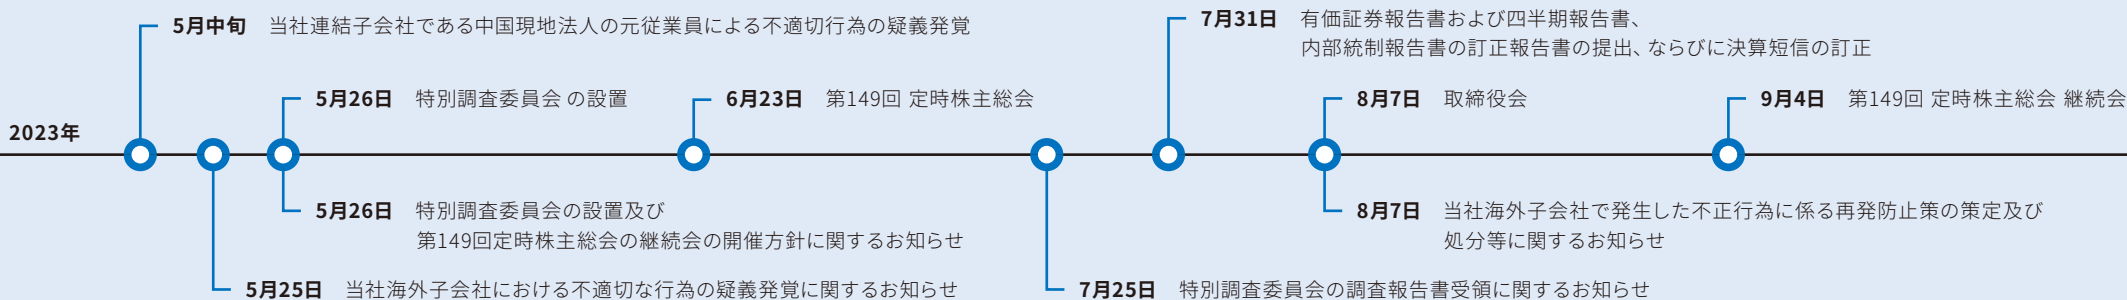 5月中旬 当社連結子会社である中国現地法人の元従業員による不適切行為の疑義発覚
7月31日 有価証券報告書および四半期報告書、
内部統制報告書の訂正報告書の提出、ならびに決算短信の訂正
5月26日 特別調査委員会 の設置
6月23日 第149回 定時株主総会
8月7日 取締役会
9月4日 第149回 定時株主総会 継続会
2023年
5月26日 特別調査委員会の設置及び
第149回定時株主総会の継続会の開催方針に関するお知らせ
8月7日 当社海外子会社で発生した不正行為に係る再発防止策の策定及び
処分等に関するお知らせ
5月25日 当社海外子会社における不適切な行為の疑義発覚に関するお知らせ
7月25日 特別調査委員会の調査報告書受領に関するお知らせ